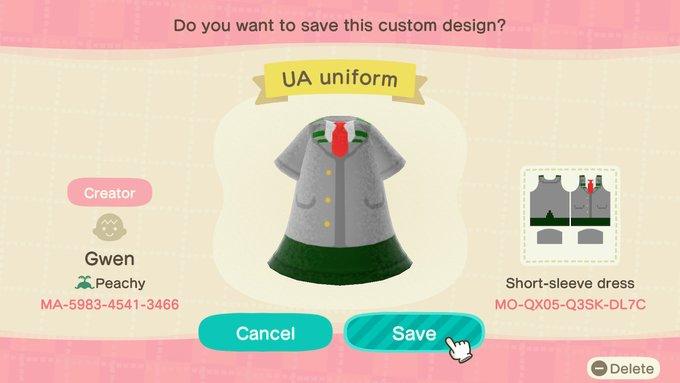 Do you want to save this custom design?
UA uniform
Creator
Gwen
Peachy
MA-5983-4541-3466
Short-sleeve dress
MO-QX05-Q3SK-DL7C
Cancel
Save
Delete